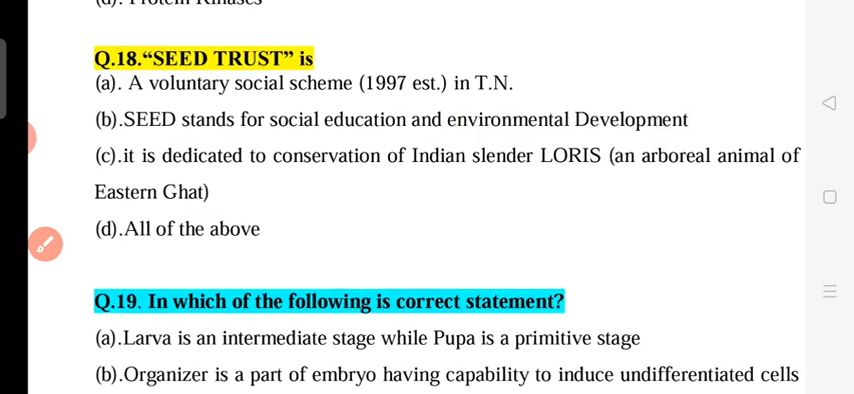 (d). Protein Kinases
Q.18.“SEED TRUST” is
(a). A voluntary social scheme (1997 est.) in T.N.
(b).SEED stands for social education and environmental Development
(c).it is dedicated to conservation of Indian slender LORIS (an arboreal animal of
Eastern Ghat)
(d).All of the above
Q.19. In which of the following is correct statement?
(a).Larva is an intermediate stage while Pupa is a primitive stage
(b).Organizer is a part of embryo having capability to induce undifferentiated cells